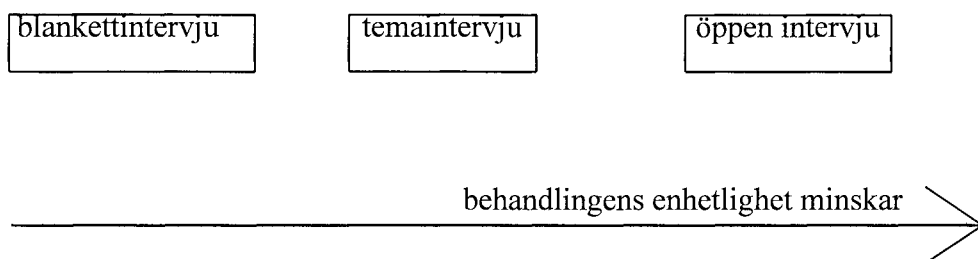 blankettintervju
temaintervju
öppen intervju
behandlingens enhetlighet minskar